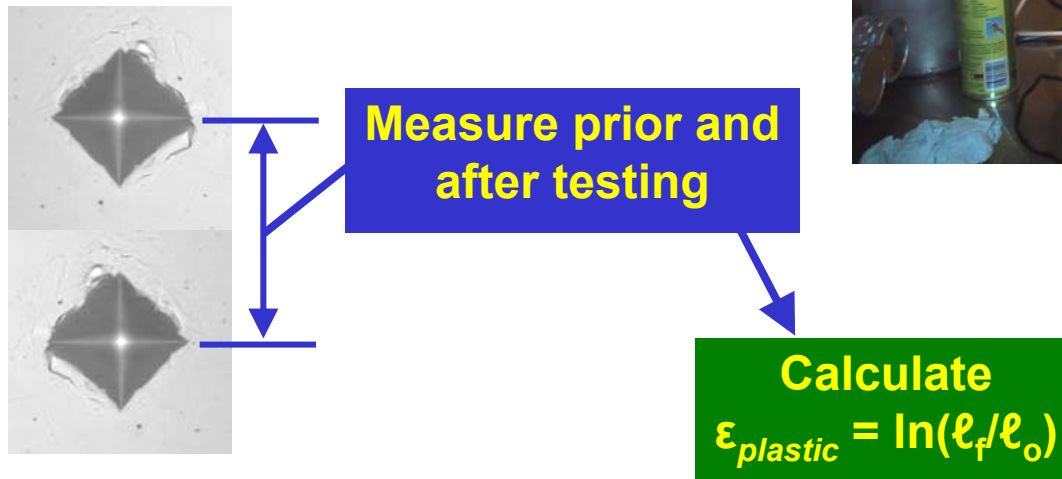 Measure prior and
after testing
Calculate
εplastic = ln(ℓf/ℓo)